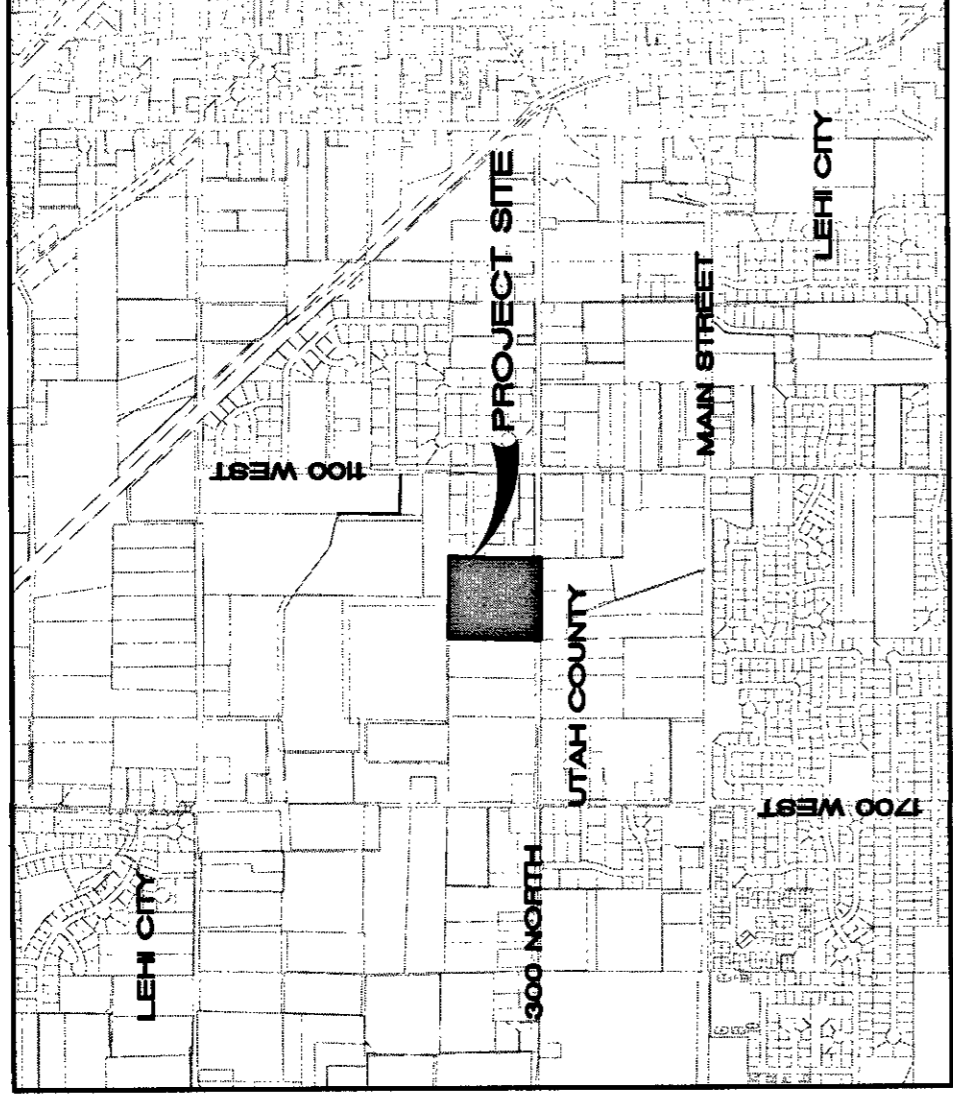 LEHI CITY
300 NORTH
UTAH COUNTY
1700 WEST
1100 WEST
PROJECT SITE
MAIN STREET
LEHI CITY